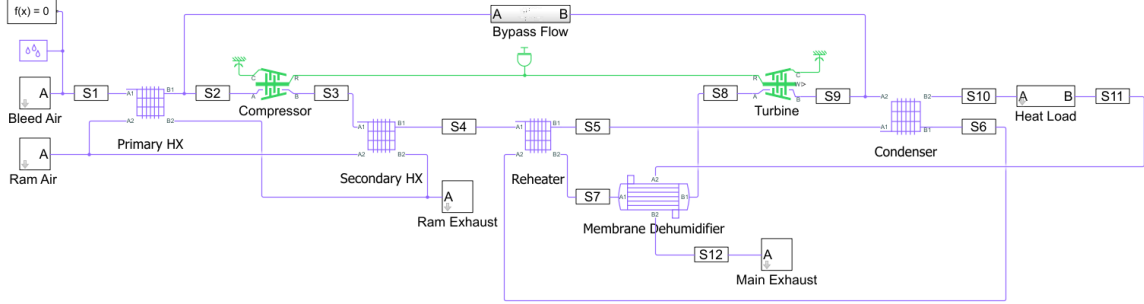 f(x) = 0
A B
Bypass Flow
C R
R C
W>
A
Bleed Air
S1
A1 B1
A2 B2
Primary HX
S2
A B
Compressor
S3
A1 B1
A2 B2
Secondary HX
A
Ram Air
A
Ram Exhaust
S4
A1 B1
A2 B2
Reheater
S5
S7
A2
A1 B1
B2
Membrane Dehumidifier
S12
A
Main Exhaust
S8
A B
Turbine
S9
A2 B2
A1 B1
Condenser
S10
S6
A B
Heat Load
S11